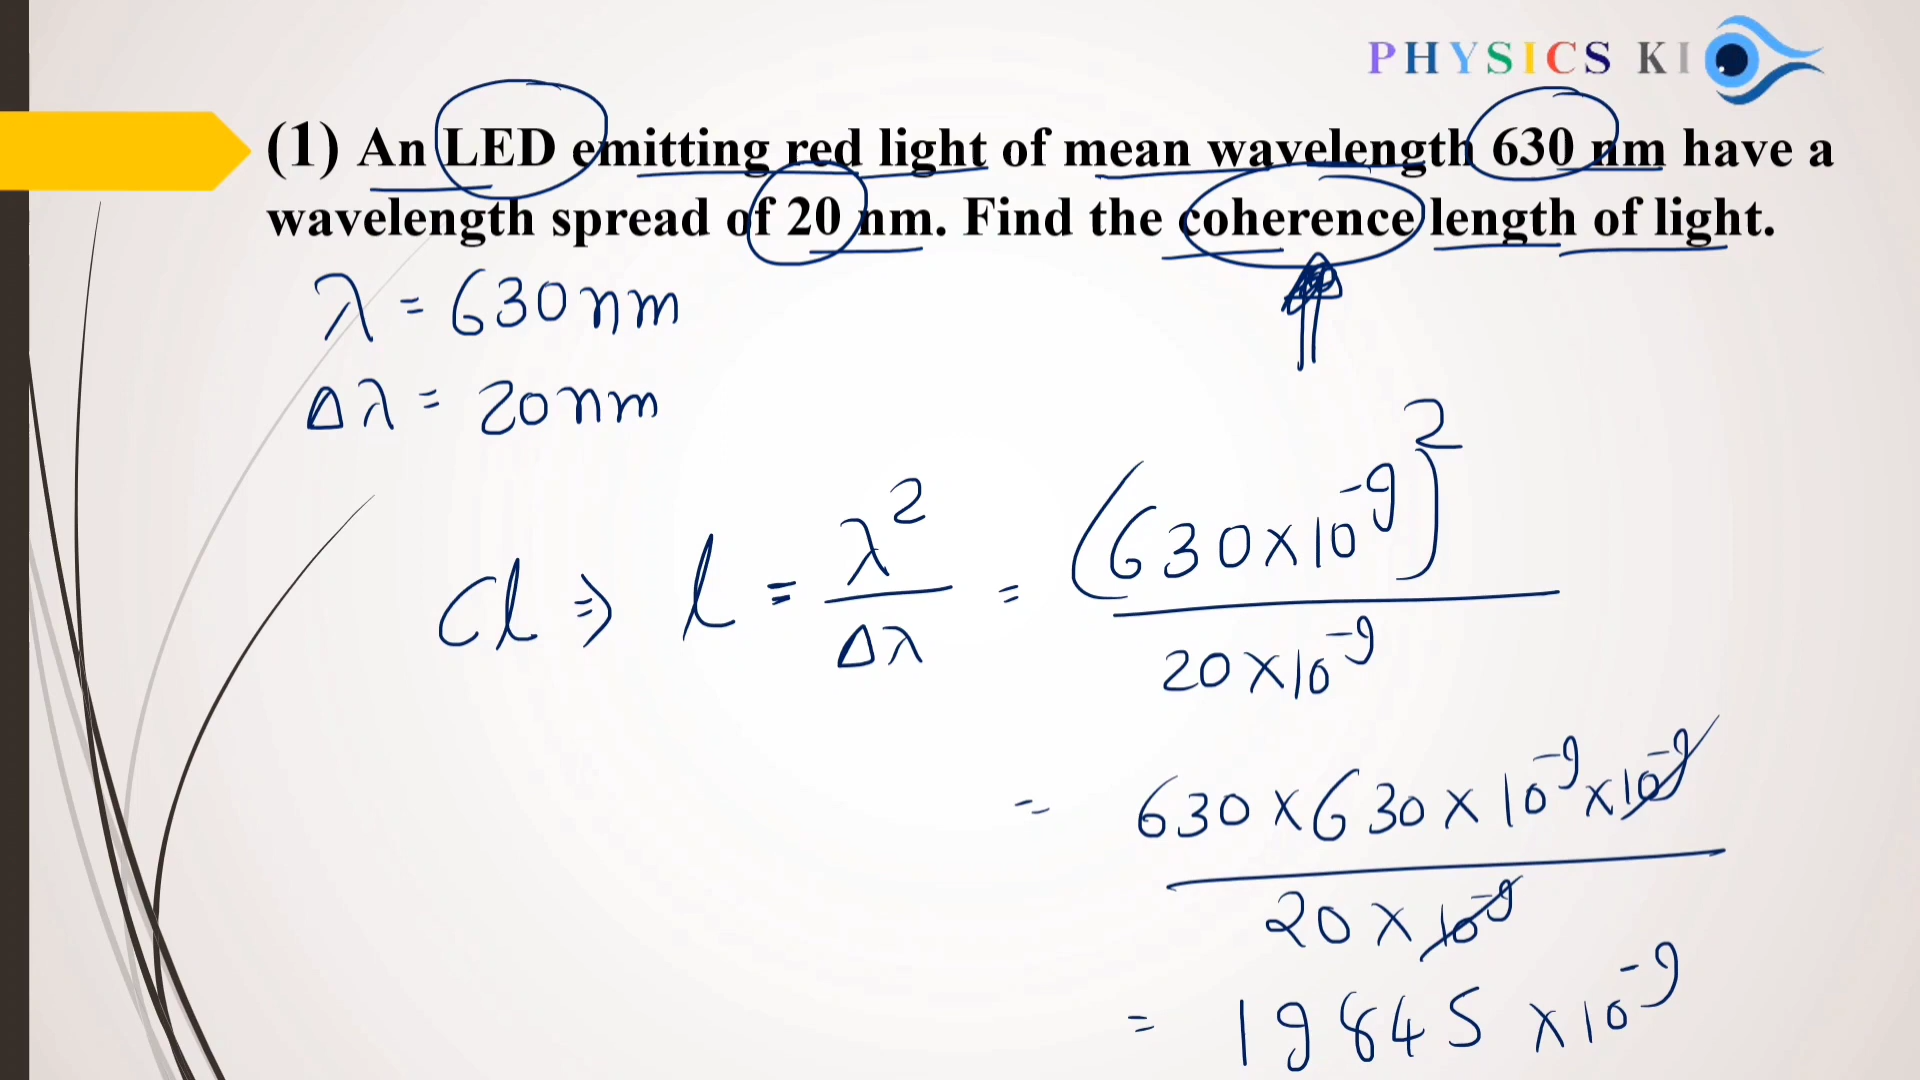 PHYSICS KI
(1) An LED emitting red light of mean wavelength 630 nm have a
wavelength spread of 20 nm. Find the coherence length of light.
λ = 630 nm
Δλ = 20 nm
Cl ⇒ l = λ² / Δλ = (630×10⁻⁹)² / 20×10⁻⁹
= 630×630×10⁻⁹×10⁻⁹ / 20×10⁻⁹
= 19845 ×10⁻⁹